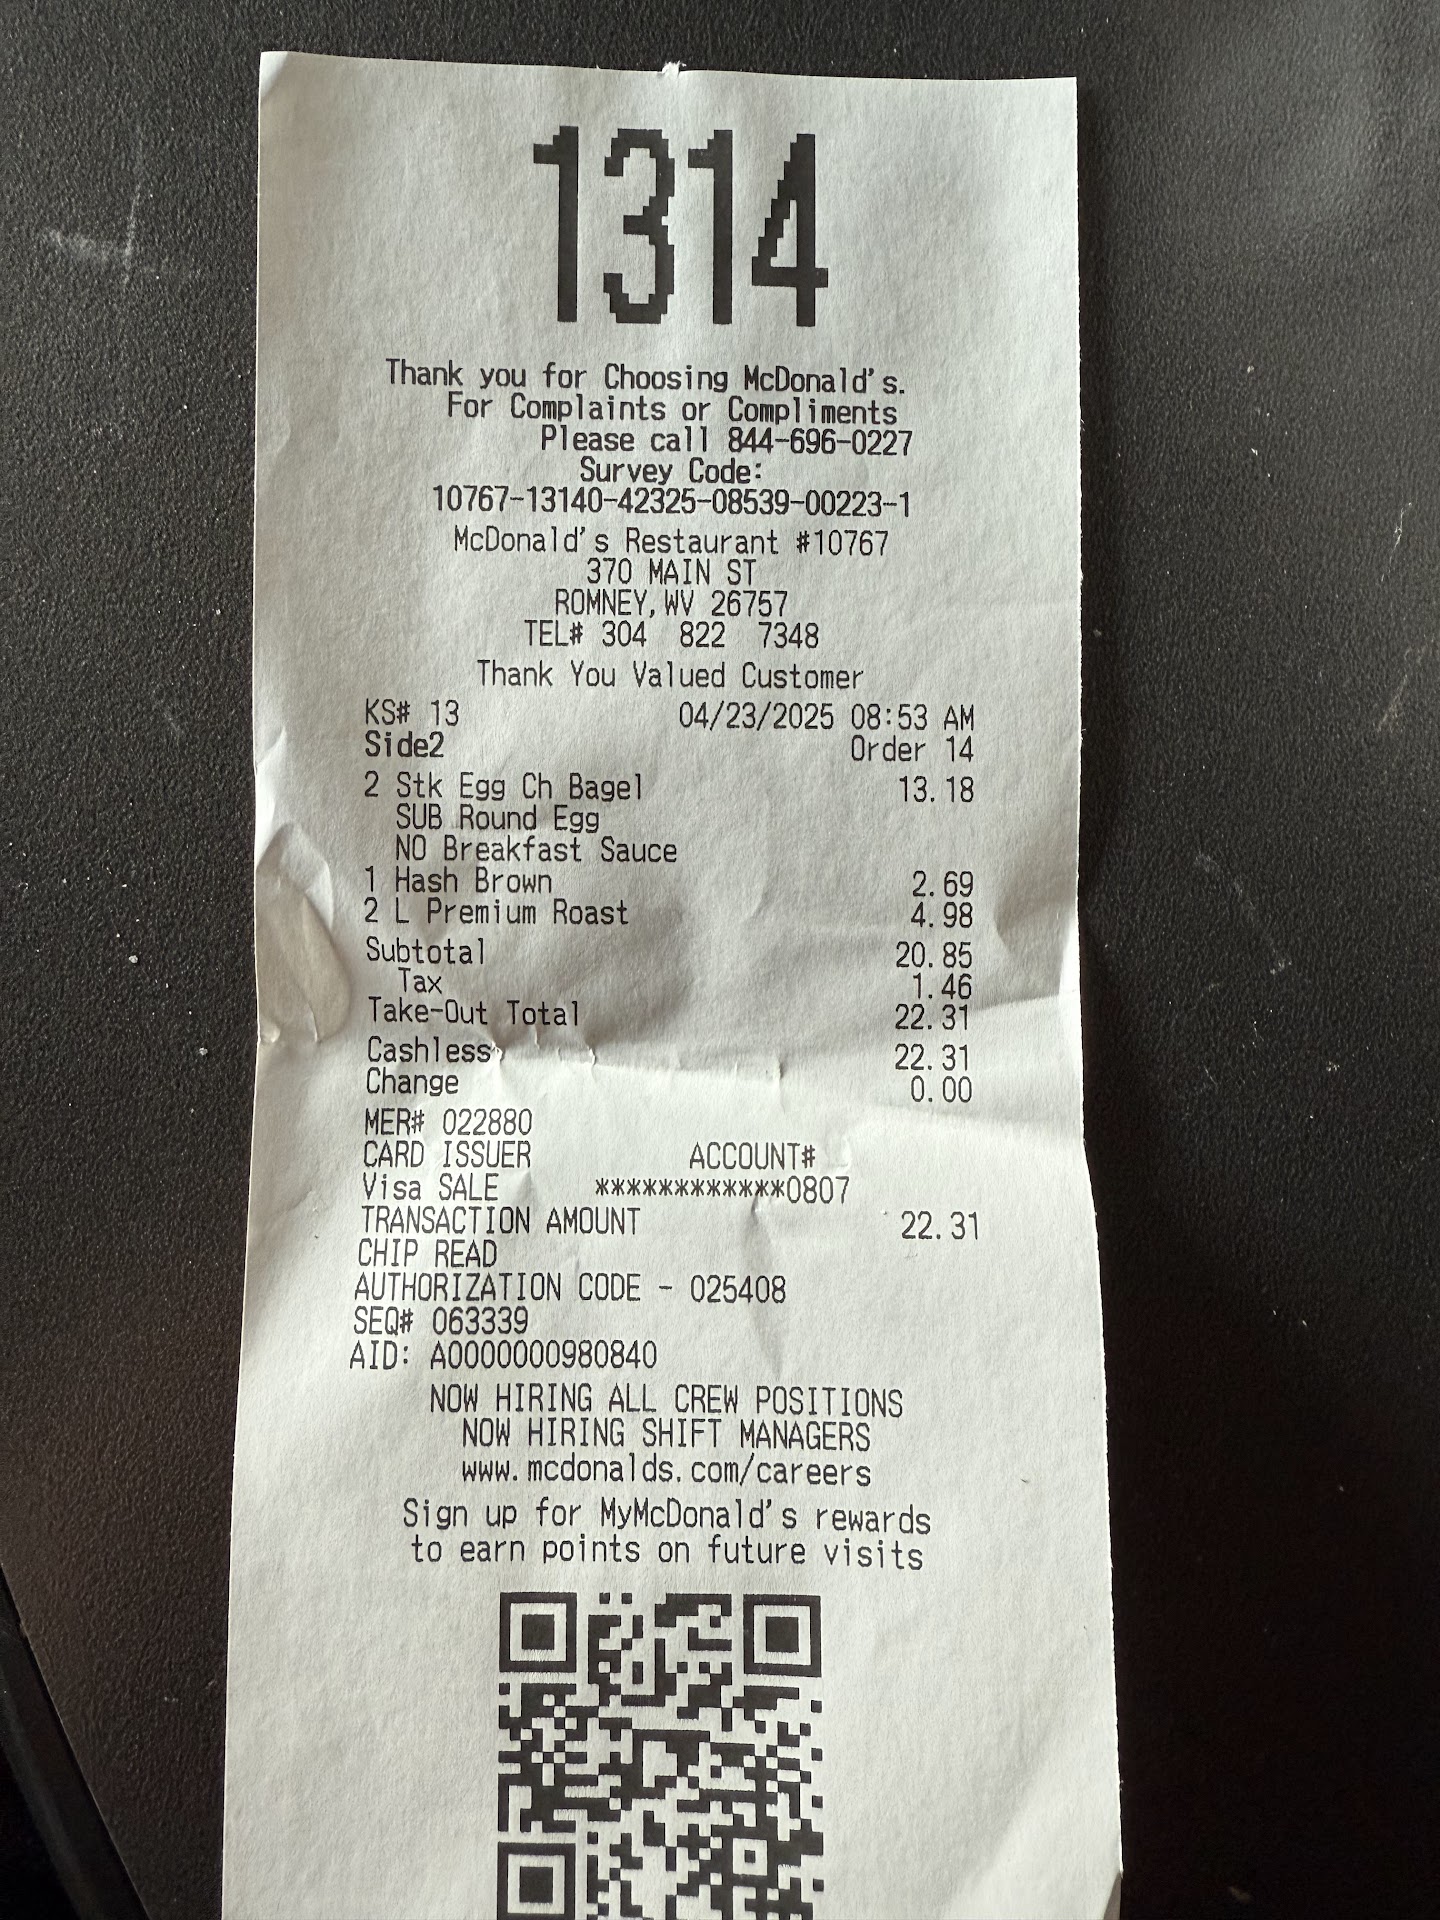 1314
Thank you for Choosing McDonald's.
For Complaints or Compliments
Please call 844-696-0227
Survey Code:
10767-13140-42325-08539-00223-1
McDonald's Restaurant #10767
370 MAIN ST
ROMNEY, WV 26757
TEL# 304 822 7348
Thank You Valued Customer
KS# 13 04/23/2025 08:53 AM
Side2 Order 14
2 Stk Egg Ch Bagel 13.18
SUB Round Egg
NO Breakfast Sauce
1 Hash Brown 2.69
2 L Premium Roast 4.98
Subtotal 20.85
Tax 1.46
Take-Out Total 22.31
Cashless 22.31
Change 0.00
MER# 022880
CARD ISSUER ACCOUNT#
Visa SALE ************0807
TRANSACTION AMOUNT 22.31
CHIP READ
AUTHORIZATION CODE - 025408
SEQ# 063339
AID: A0000000980840
NOW HIRING ALL CREW POSITIONS
NOW HIRING SHIFT MANAGERS
www.mcdonalds.com/careers
Sign up for MyMcDonald's rewards
to earn points on future visits